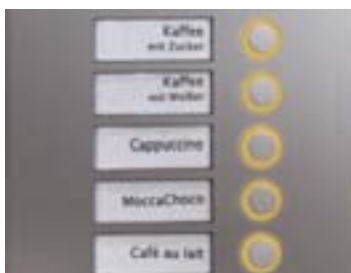 Kaffee
mit Zucker
Kaffee
mit Weißer
Cappuccino
MoccaChoco
Café au lait